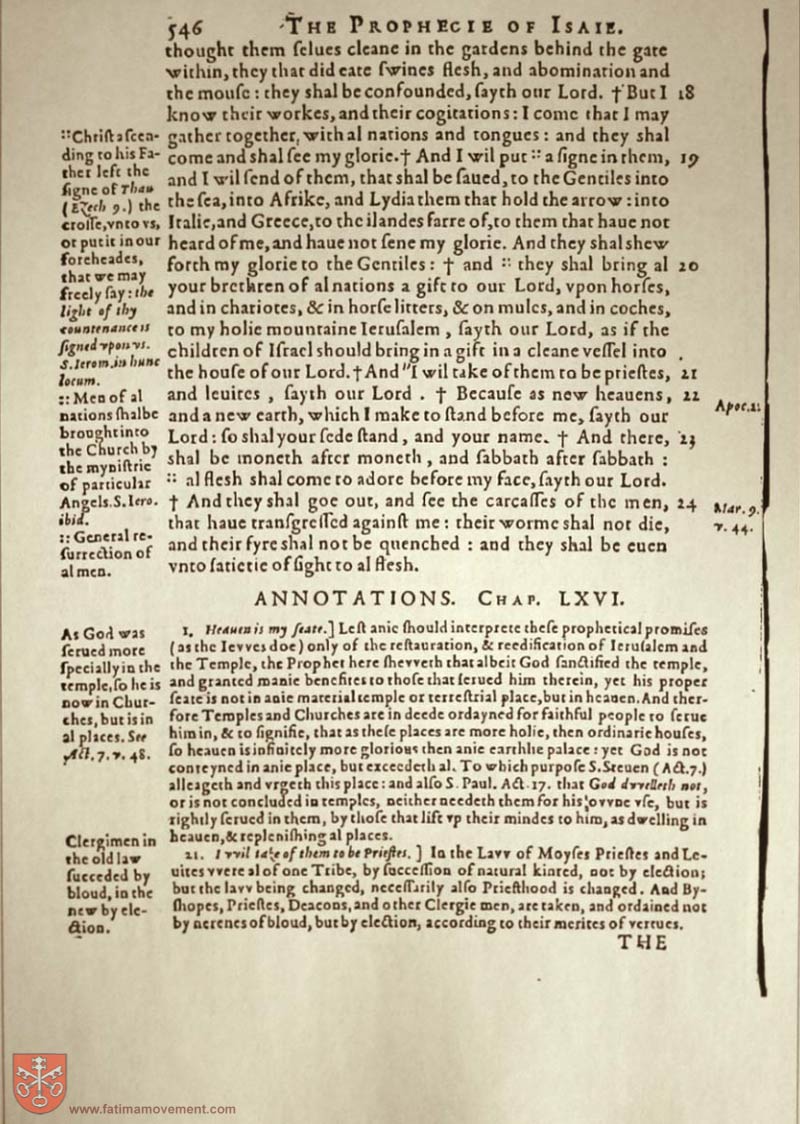 546 THE PROPHECIE OF ISAIE.
thought them ſelues cleane in the gardens behind the gate
within, they that did eate ſwines fleſh, and abomination and
the mouſe: they shal be confounded, ſayth our Lord. † But I 18
know their workes, and their cogitations: I come that I may
gather together, with al nations and tongues: and they shal
come and shal ſee my glorie. † And I wil put :: a ſigne in them, 19
and I wil ſend of them, that shal be ſaued, to the Gentiles into
the ſea, into Afrike, and Lydia them that hold the arrow: into
Italie, and Greece, to the ilandes farre of, to them that haue not
heard of me, and haue not ſene my glorie. And they shal shew
forth my glorie to the Gentiles: † and :: they shal bring al 20
your brethren of al nations a gift to our Lord, vpon horſes,
and in chariotes, & in horſe litters, & on mules, and in coches,
to my holie mountaine Ieruſalem, ſayth our Lord, as if the
children of Iſrael should bring in a gift in a cleane veſſel into
the houſe of our Lord. † And "I wil take of them to be prieſtes, 21
and leuites, ſayth our Lord. † Becauſe as new heauens, 22
and a new earth, which I make to ſtand before me, ſayth our
Lord: ſo shal your ſede ſtand, and your name. † And there, 23
shal be moneth after moneth, and ſabbath after ſabbath:
:: al flesh shal come to adore before my face, ſayth our Lord.
† And they shal goe out, and ſee the carcaſſes of the men, 24
that haue tranſgreſſed againſt me: their worme shal not die,
and their fyre shal not be quenched: and they shal be euen
vnto ſatietie of ſight to al flesh.
:: Chriſt aſcen-
ding to his Fa-
ther left the
ſigne of Thau
(Ezech 9.) the
croſſe, vnto vs,
or put it in our
foreheades,
that we may
freely ſay: the
light of thy
countenance is
ſigned vpon vs.
S. Ierom. in hunc
locum.
:: Men of al
nations ſhalbe
brought into
the Church by
the myniſtrie
of particular
Angels. S. Iero.
ibid.
:: General re-
ſurrection of
al men.
Apoc. 21
Mar. 9.
v. 44.
ANNOTATIONS. CHAP. LXVI.
1. Heauen is my ſeate.] Leſt anie ſhould interprete theſe prophetical promiſes
(as the Iewes doe) only of the reſtauration, & reedification of Ieruſalem and
the Temple, the Prophet here ſheweth that albeit God ſanctified the temple,
and granted manie benefites to thoſe that ſerued him therein, yet his proper
ſeate is not in anie material temple or terreſtrial place, but in heauen. And ther-
fore Temples and Churches are in deede ordayned for faithful people to ſerue
him in, & to ſignifie, that as theſe places are more holie, then ordinarie houſes,
ſo heauen is infinitely more glorious then anie earthlie palace: yet God is not
conteyned in anie place, but exceedeth al. To which purpoſe S. Steuen (Act. 7.)
alleageth and vrgeth this place: and alſo S. Paul. Act. 17. that God dwelleth not,
or is not concluded in temples, neither needeth them for his owne vſe, but is
rightly ſerued in them, by thoſe that lift vp their mindes to him, as dwelling in
heauen, & repleniſhing al places.
21. I wil take of them to be Prieſtes.] In the Law of Moyſes Prieſtes and Le-
uites were al of one Tribe, by ſucceſſion of natural kinred, not by election;
but the law being changed, neceſſarily alſo Prieſthood is changed. And By-
ſhopes, Prieſtes, Deacons, and other Clergie men, are taken, and ordained not
by nerenes of bloud, but by election, according to their merites of vertues.
THE
As God was
ſerued more
ſpecially in the
temple, ſo he is
now in Chur-
ches, but is in
al places. See
Act. 7. v. 48.
Clergimen in
the old law
ſucceded by
bloud, in the
new by ele-
ction.
www.fatimamovement.com